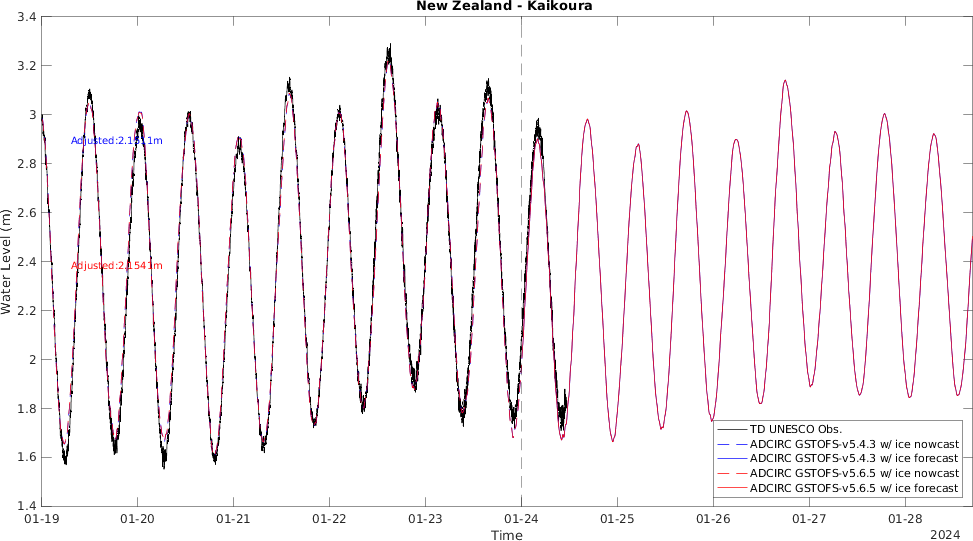 New Zealand - Kaikoura
Water Level (m)
3.4
3.2
3
2.8
2.6
2.4
2.2
2
1.8
1.6
1.4
Adjusted:2.1541m
TD UNESCO Obs.
ADCIRC GSTOFS-v5.4.3 w/ ice nowcast
ADCIRC GSTOFS-v5.4.3 w/ ice forecast
ADCIRC GSTOFS-v5.6.5 w/ ice nowcast
ADCIRC GSTOFS-v5.6.5 w/ ice forecast
01-19 01-20 01-21 01-22 01-23 01-24 01-25 01-26 01-27 01-28
Time
2024